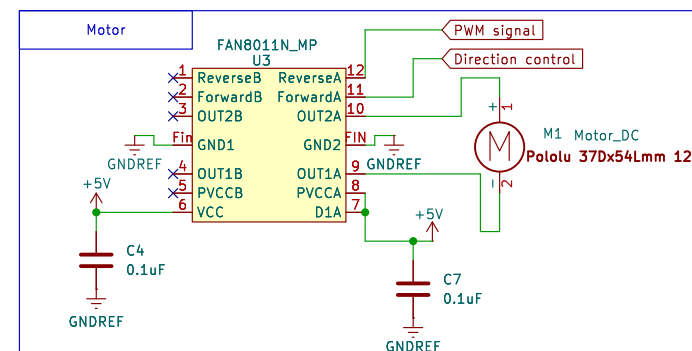 Motor
FAN8011N_MP
U3
PWM signal
Direction control
1 ReverseB ReverseA 12
2 ForwardB ForwardA 11
3 OUT2B OUT2A 10
Fin GND1 GND2 FIN
GNDREF GNDREF
4 OUT1B OUT1A 9
5 PVCCB PVCCA 8
6 VCC D1A 7
+5V
C4
0.1uF
GNDREF
+5V
C7
0.1uF
GNDREF
+ 1
M
- 2
M1 Motor_DC
Pololu 37Dx54Lmm 12